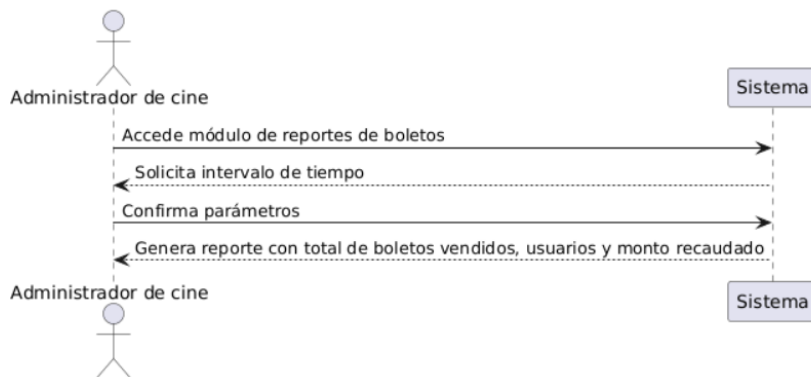 Administrador de cine
Sistema
Accede módulo de reportes de boletos
Solicita intervalo de tiempo
Confirma parámetros
Genera reporte con total de boletos vendidos, usuarios y monto recaudado
Administrador de cine
Sistema